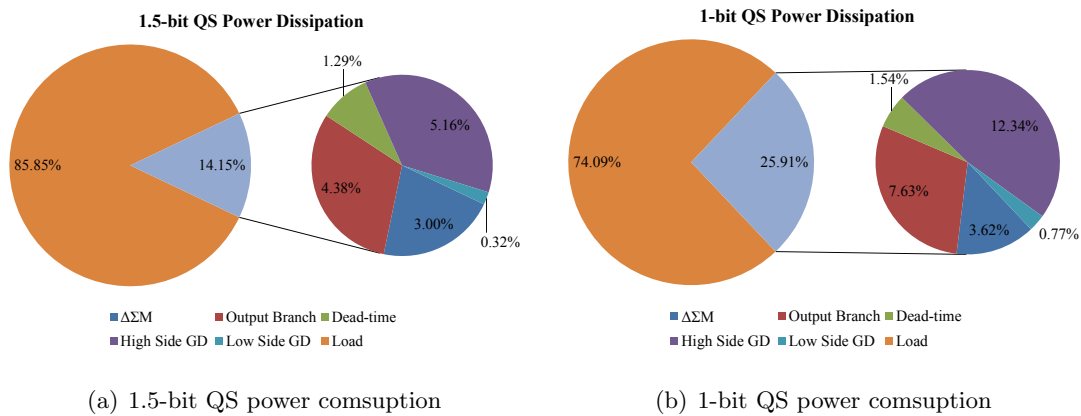 1.5-bit QS Power Dissipation
85.85%
14.15%
1.29%
5.16%
4.38%
3.00%
0.32%
ΔΣM
Output Branch
Dead-time
High Side GD
Low Side GD
Load
(a) 1.5-bit QS power comsuption
1-bit QS Power Dissipation
74.09%
25.91%
1.54%
12.34%
7.63%
3.62%
0.77%
ΔΣM
Output Branch
Dead-time
High Side GD
Low Side GD
Load
(b) 1-bit QS power comsuption